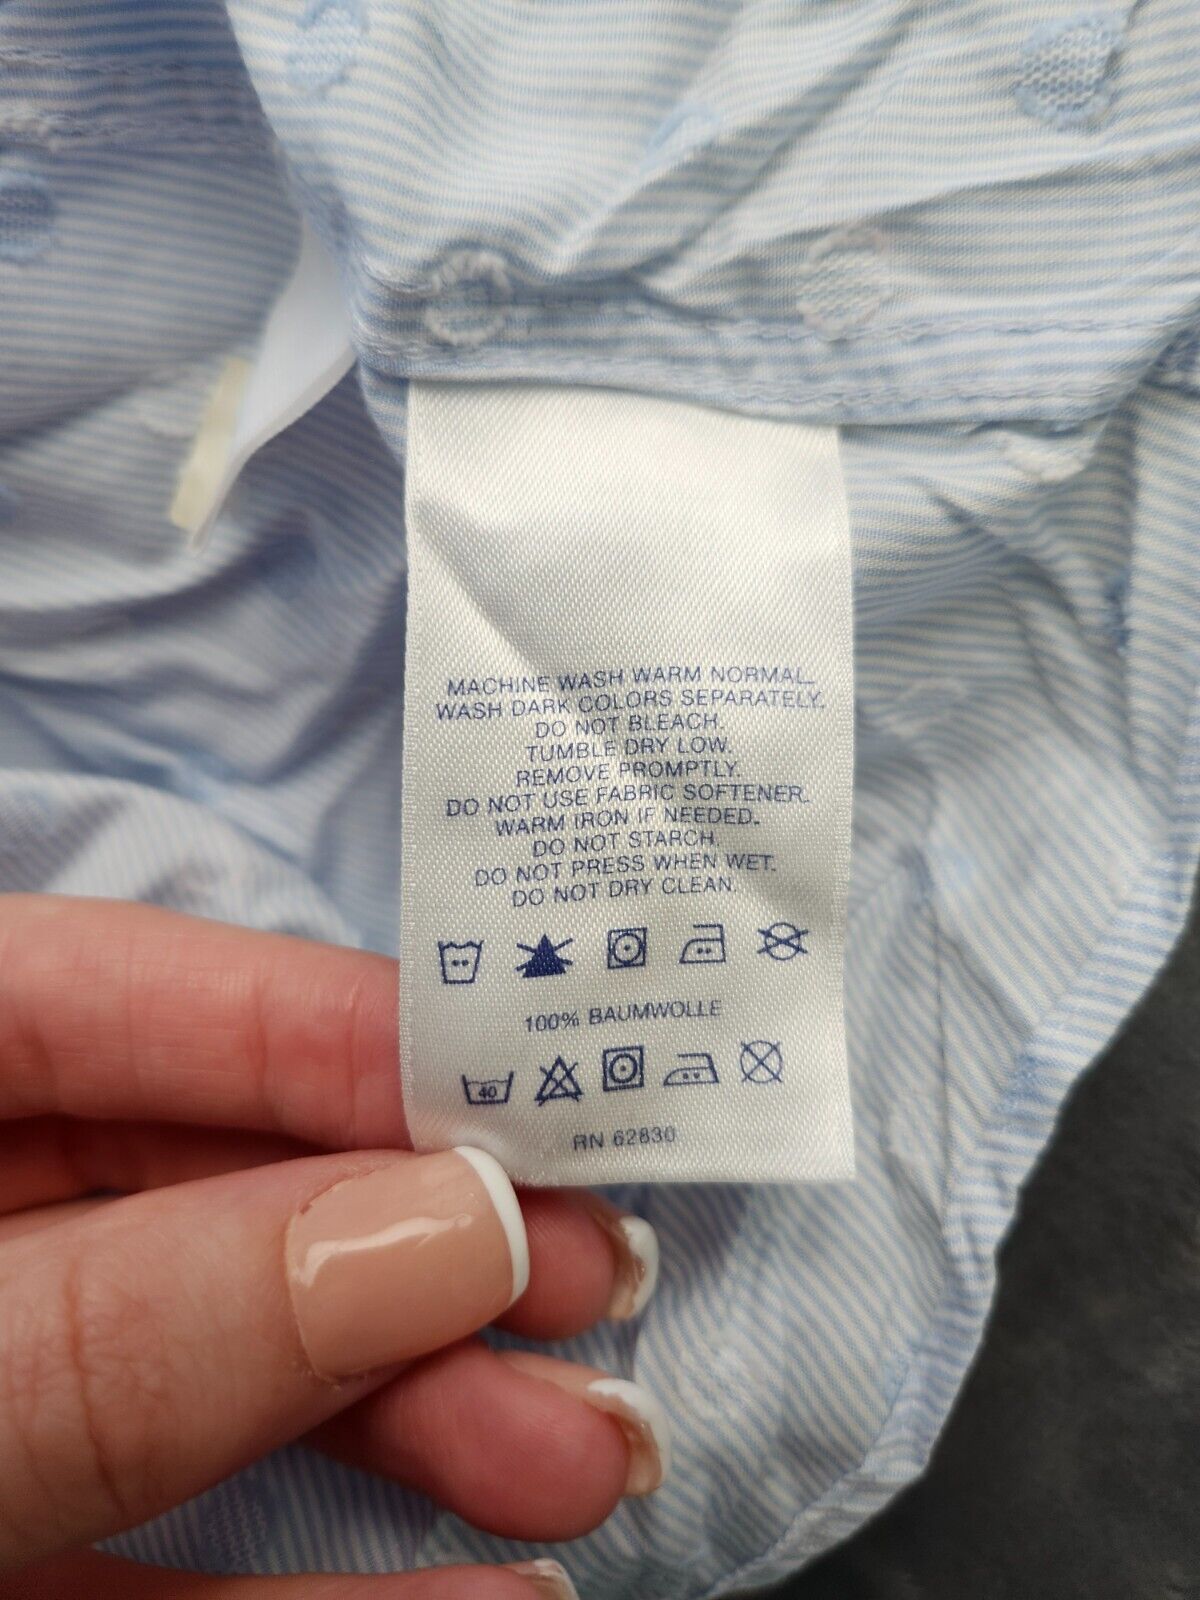 MACHINE WASH WARM NORMAL.
WASH DARK COLORS SEPARATELY.
DO NOT BLEACH.
TUMBLE DRY LOW.
REMOVE PROMPTLY.
DO NOT USE FABRIC SOFTENER.
WARM IRON IF NEEDED.
DO NOT STARCH.
DO NOT PRESS WHEN WET.
DO NOT DRY CLEAN.
100% BAUMWOLLE
40
RN 62830